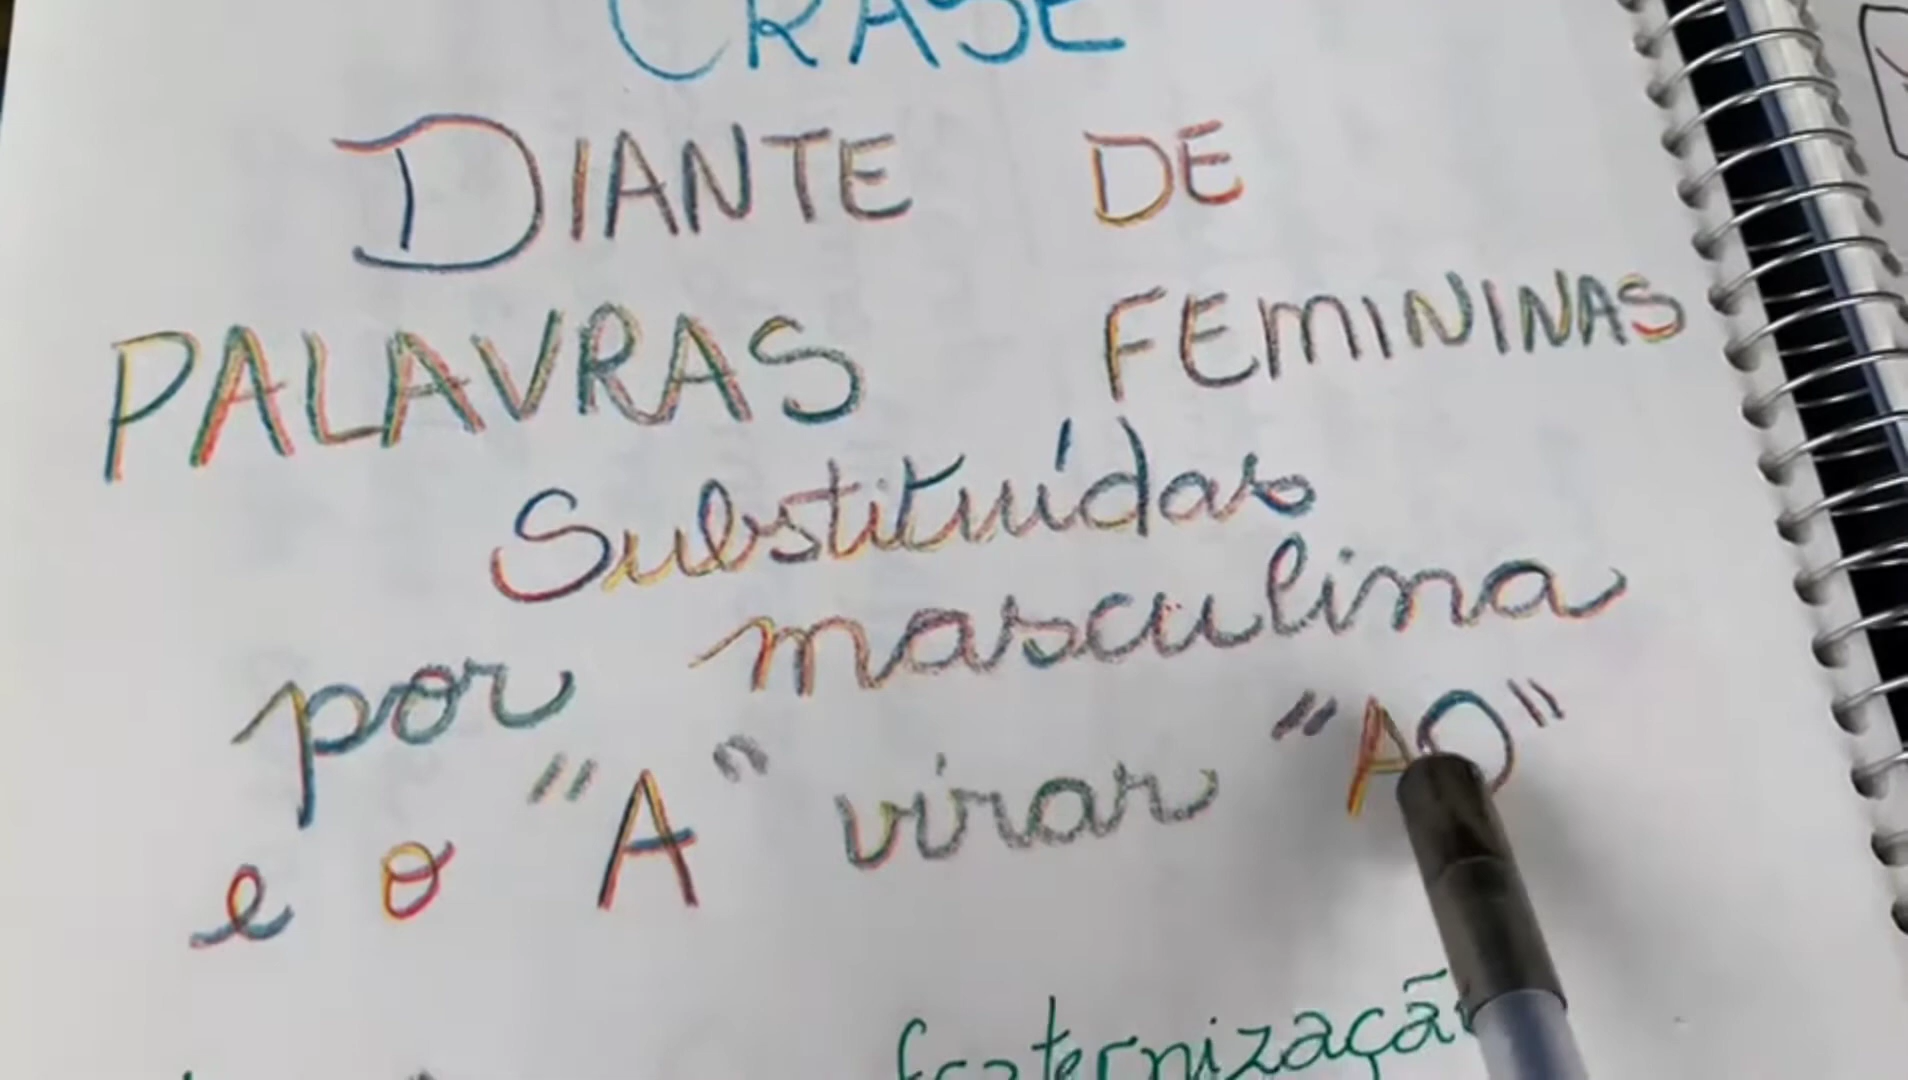 CRASE
DIANTE DE
PALAVRAS FEMININAS
Substituídas
por masculina
e o "A" virar "AO"